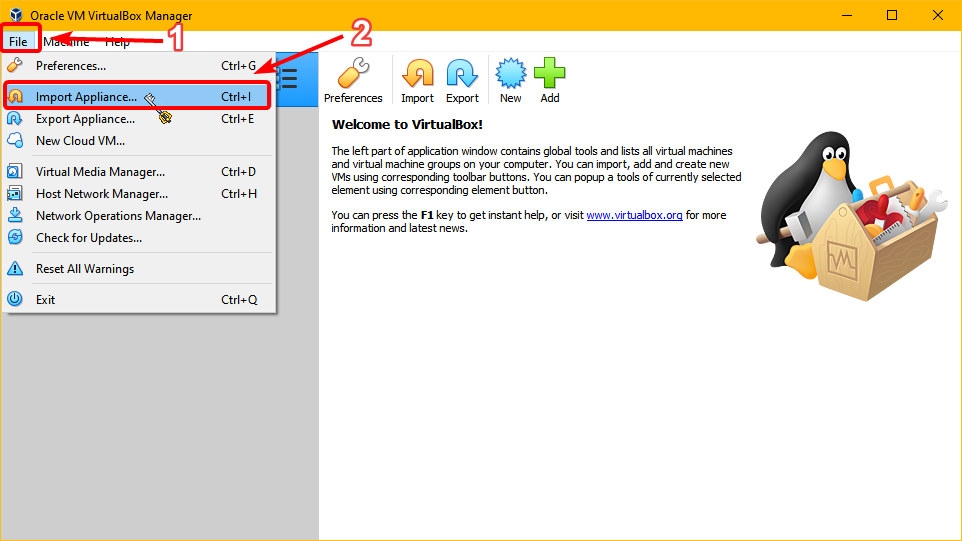 Oracle VM VirtualBox Manager
File Machine Help
1
2
Preferences... Ctrl+G
Import Appliance... Ctrl+I
Export Appliance... Ctrl+E
New Cloud VM...
Virtual Media Manager... Ctrl+D
Host Network Manager... Ctrl+H
Network Operations Manager...
Check for Updates...
Reset All Warnings
Exit Ctrl+Q
Preferences Import Export New Add
Welcome to VirtualBox!
The left part of application window contains global tools and lists all virtual machines
and virtual machine groups on your computer. You can import, add and create new
VMs using corresponding toolbar buttons. You can popup a tools of currently selected
element using corresponding element button.
You can press the F1 key to get instant help, or visit www.virtualbox.org for more
information and latest news.